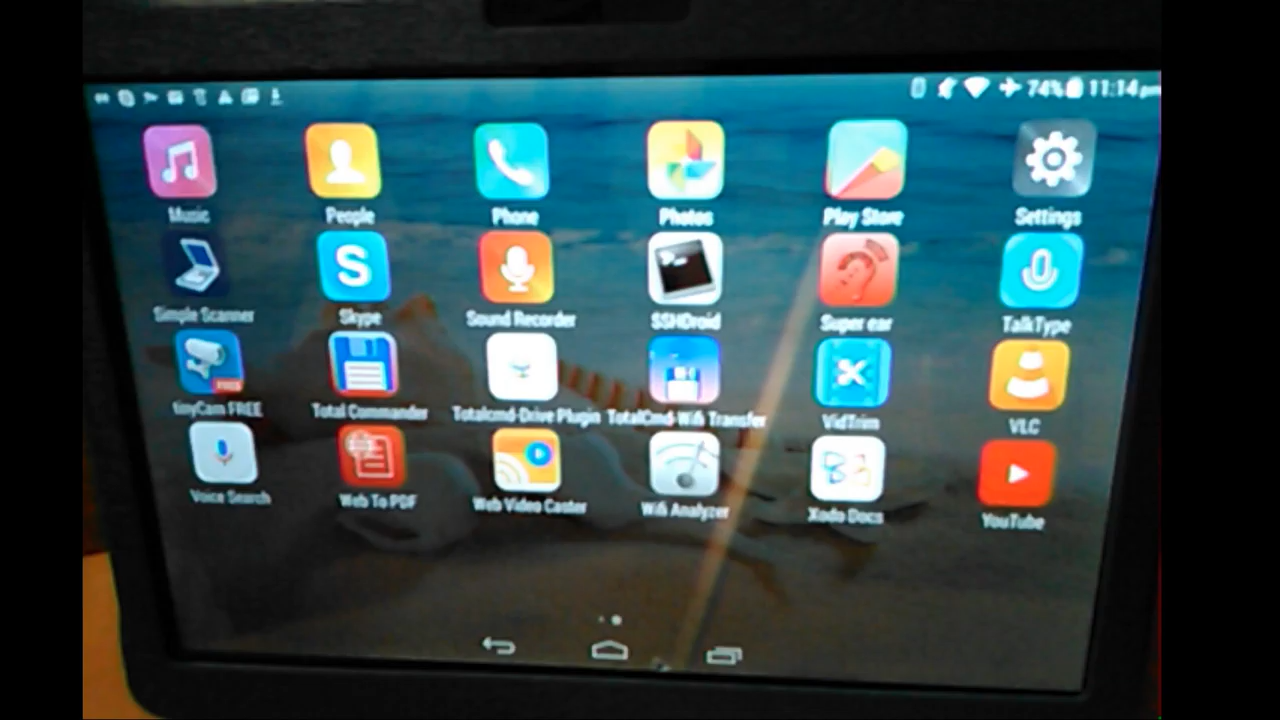 74% 11:14pm
Music People Phone Photos Play Store Settings
S
Simple Scanner Skype Sound Recorder SSHDroid Super ear TalkType
FREE
tinyCam FREE Total Commander Totalcmd-Drive Plugin TotalCmd-Wifi Transfer VidTrim VLC
Voice Search Web To PDF Web Video Caster Wifi Analyzer Xodo Docs YouTube